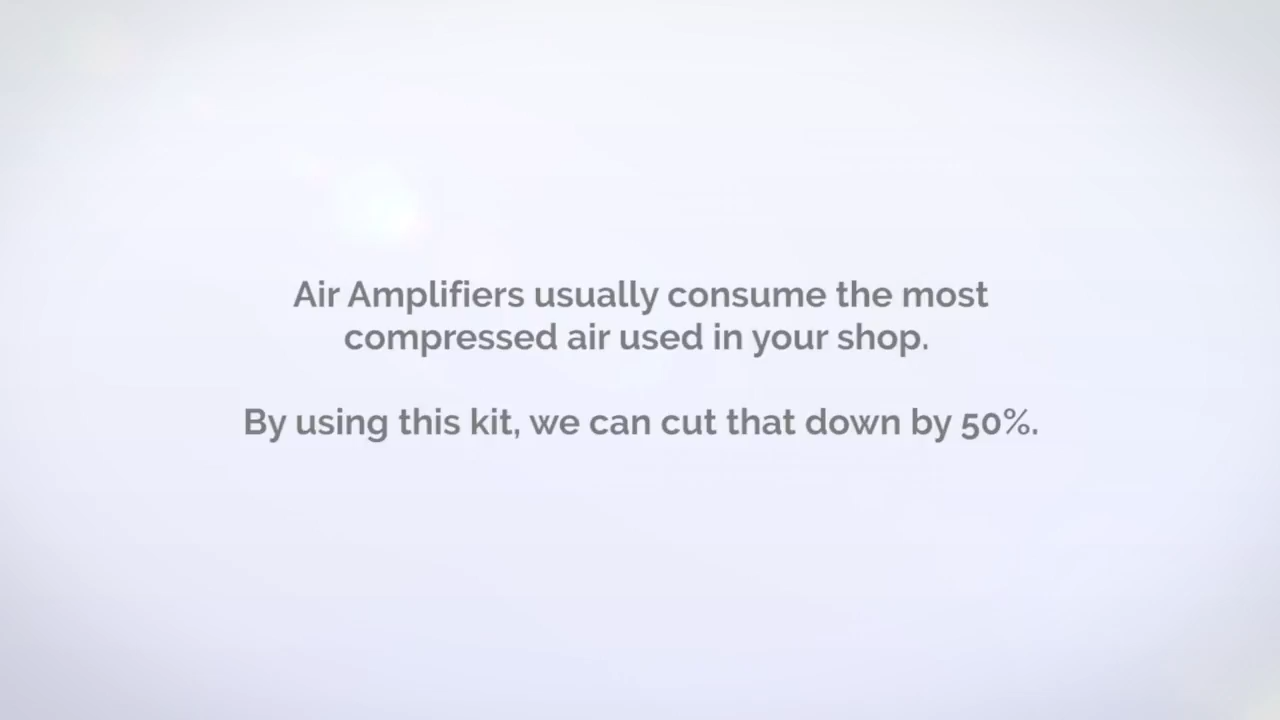 Air Amplifiers usually consume the most
compressed air used in your shop.
By using this kit, we can cut that down by 50%.